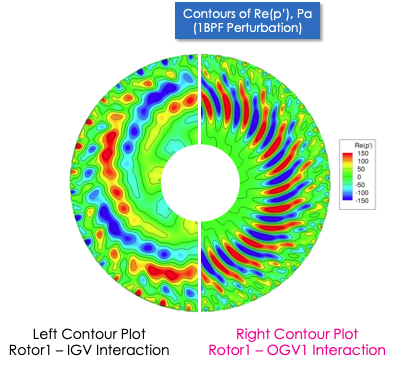 Contours of Re(p'), Pa
(1BPF Perturbation)
Re(p')
150
100
50
0
-50
-100
-150
Left Contour Plot
Rotor1 – IGV Interaction
Right Contour Plot
Rotor1 – OGV1 Interaction